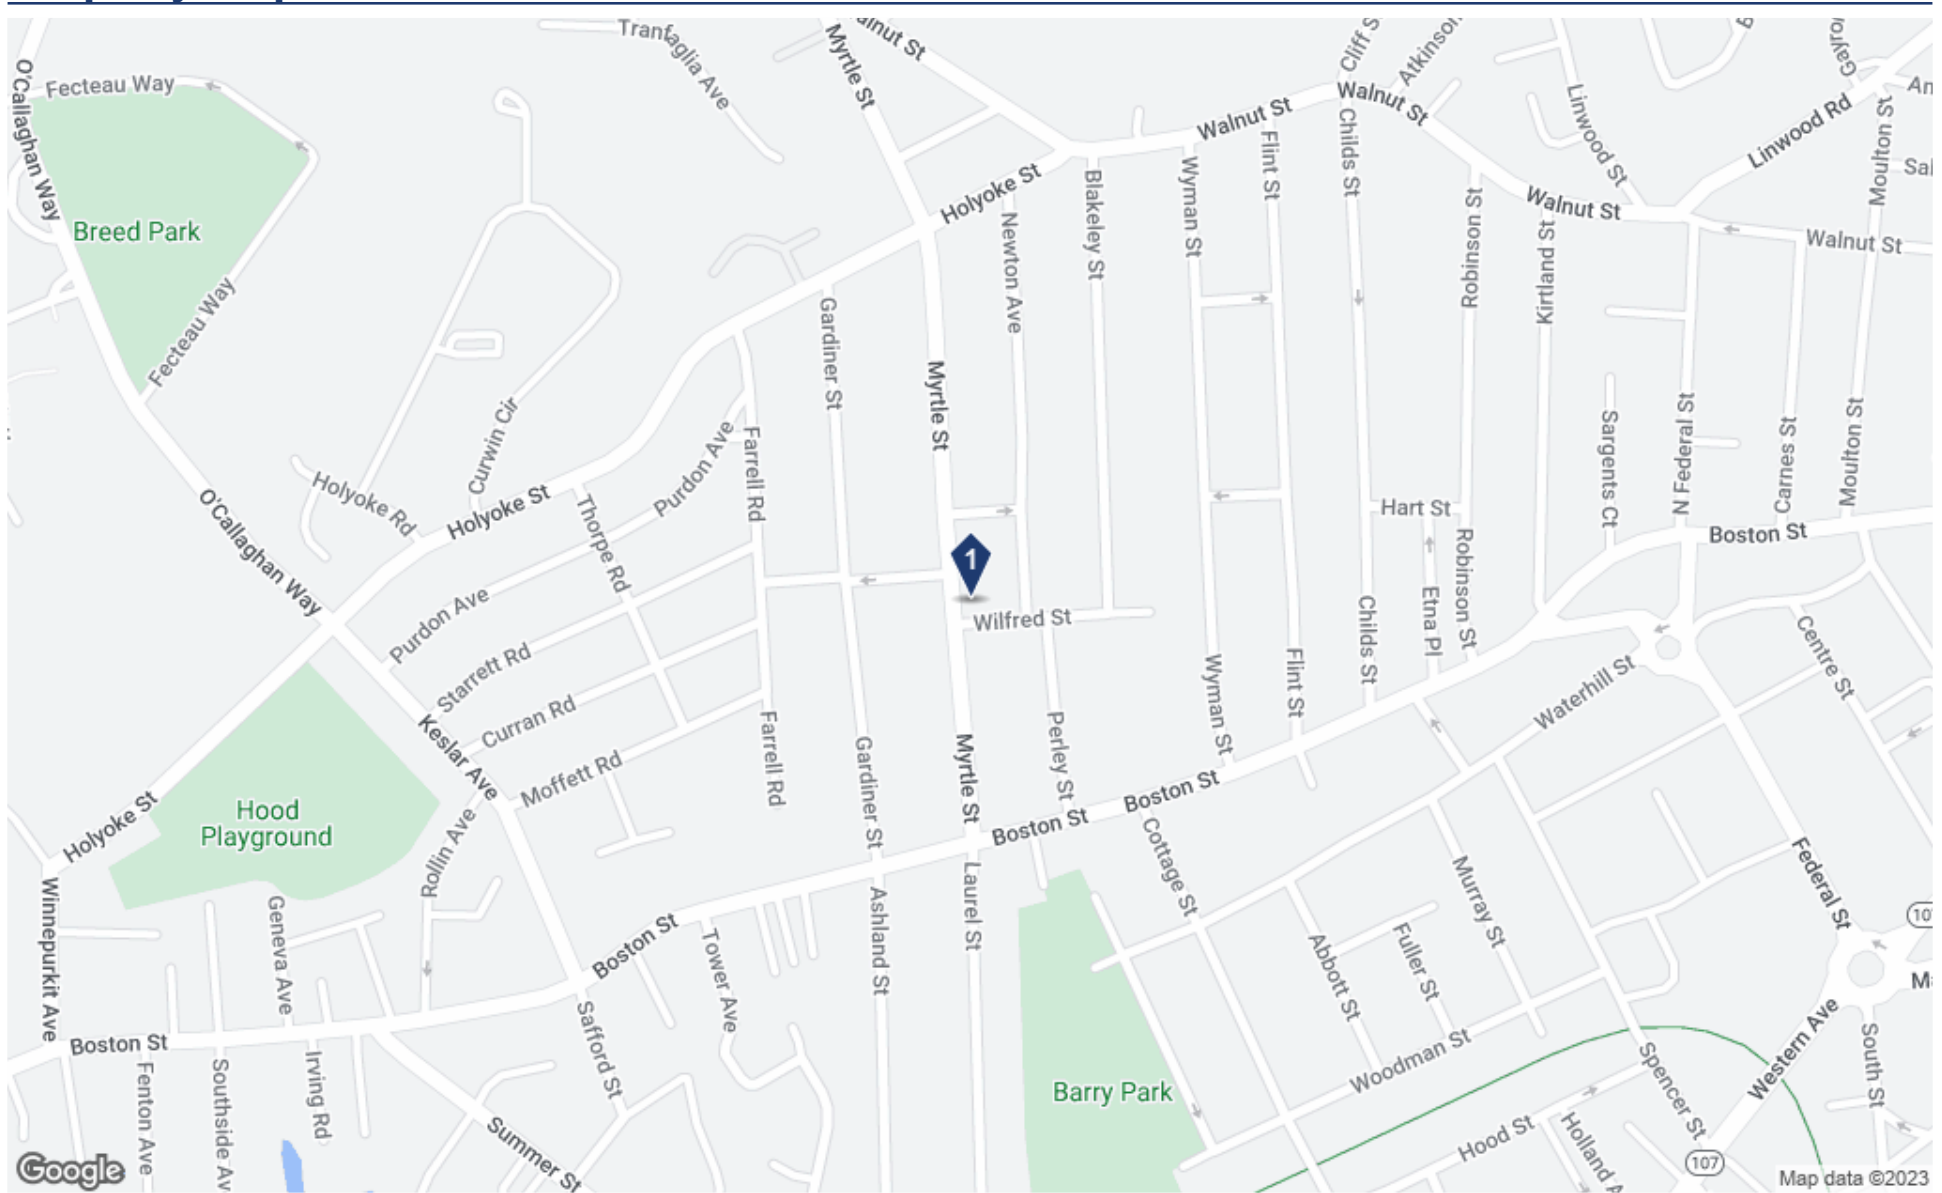 Tranfaglia Ave
Walnut St
Myrtle St
Cliff S
Atkinson
O'Callaghan Way
Fecteau Way
Walnut St
Walnut St
Linwood St
Linwood Rd
Moulton St
Gayro
An
Sal
Breed Park
Holyoke St
Newton Ave
Blakeley St
Wyman St
Flint St
Childs St
Robinson St
Kirtland St
Walnut St
Walnut St
Fecteau Way
Gardiner St
Myrtle St
Sargents Ct
N Federal St
Carness St
Moulton St
Curwin Cir
Holyoke Rd
Holyoke St
Purdon Ave
Farrell Rd
Thorpe Rd
Hart St
Boston St
O'Callaghan Way
1
Purdon Ave
Starrett Rd
Wilfred St
Childs St
Etna Pl
Robinson St
Centre St
Wyman St
Flint St
Waterhill St
Keslar Ave
Curran Rd
Moffett Rd
Farrell Rd
Gardiner St
Myrtle St
Perley St
Boston St
Boston St
Hood
Playground
Holyoke St
Rollin Ave
Cottage St
Murray St
Federal St
Winnepurkit Ave
Geneva Ave
Boston St
Tower Ave
Ashland St
Laurel St
Abbott St
Fuller St
10
Ma
Boston St
Fenton Ave
Southside Av
Irving Rd
Safford St
Summer St
Barry Park
Woodman St
Spencer St
Western Ave
South St
Hood St
Holland A
107
Google
Map data ©2023